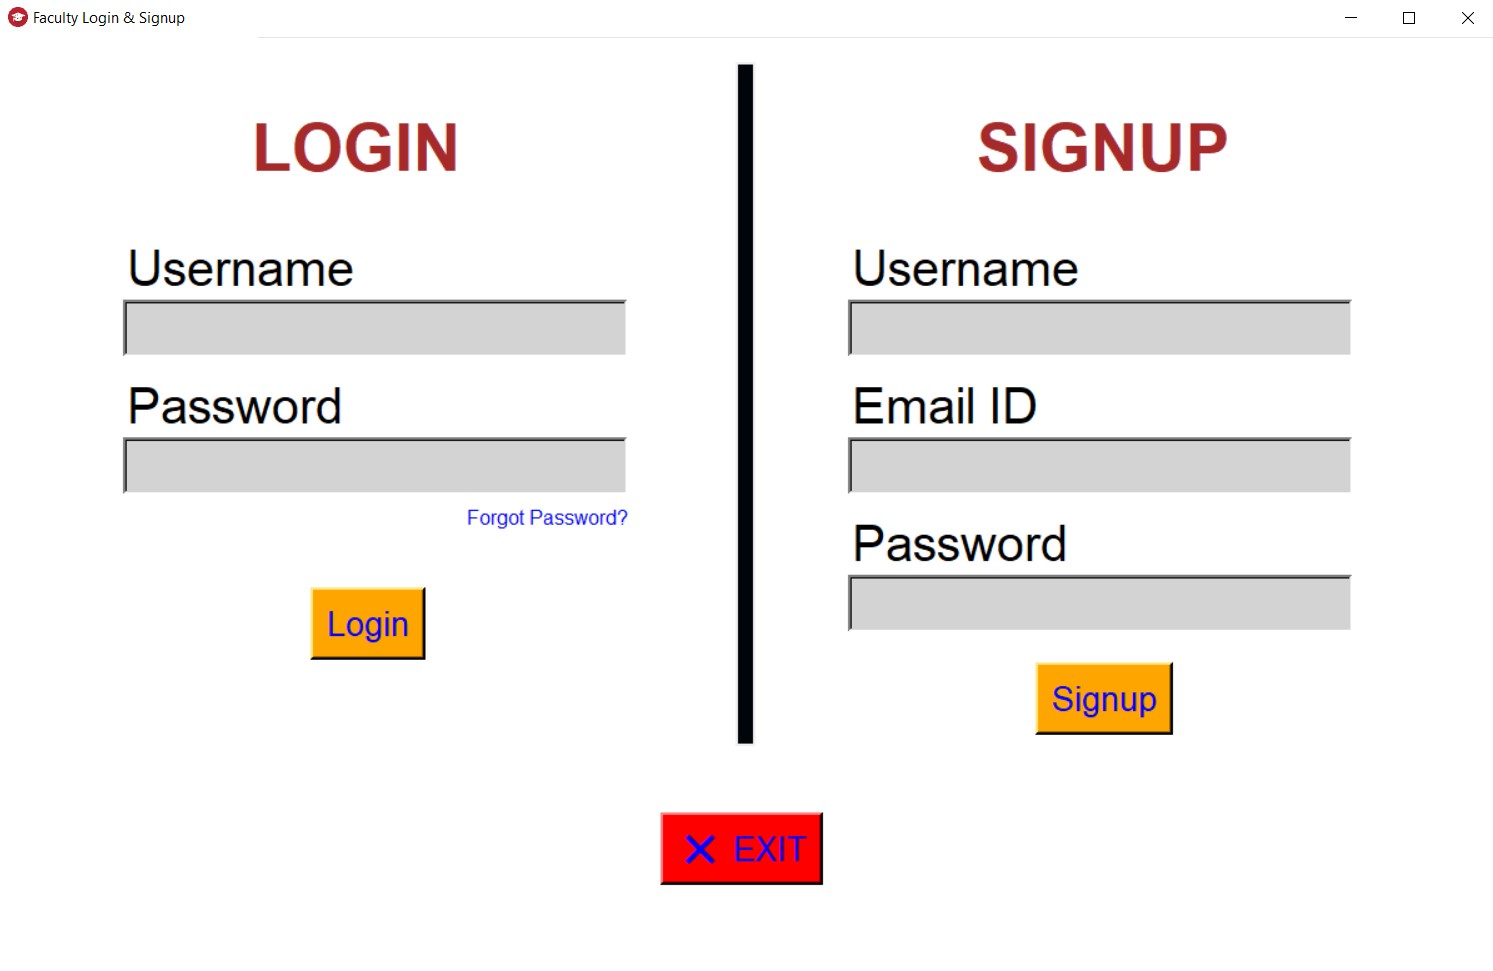 Faculty Login & Signup
LOGIN
Username
Password
Forgot Password?
Login
SIGNUP
Username
Email ID
Password
Signup
EXIT